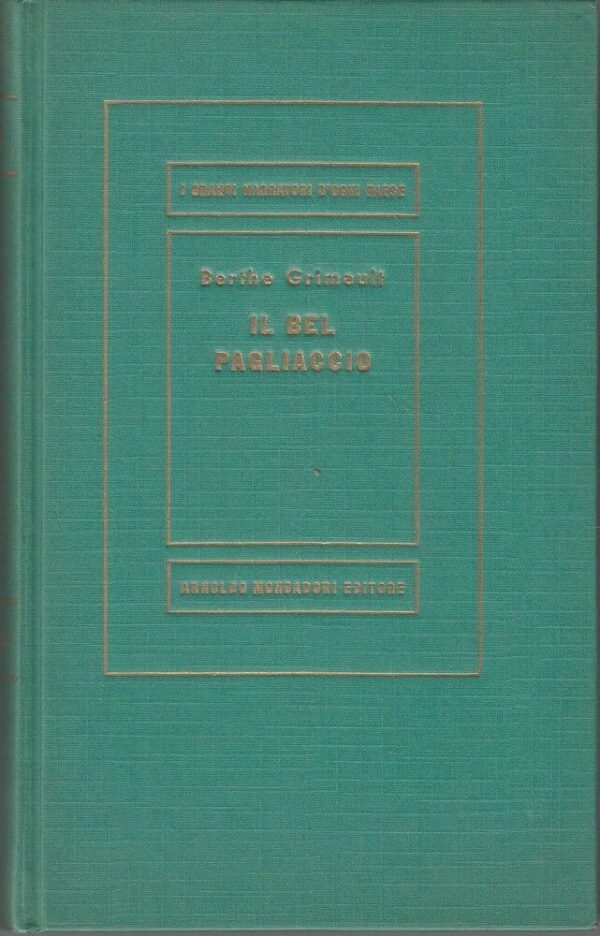 I GRANDI NARRATORI D'OGNI PAESE
Berthe Grimault
IL BEL
PAGLIACCIO
ARNOLDO MONDADORI EDITORE